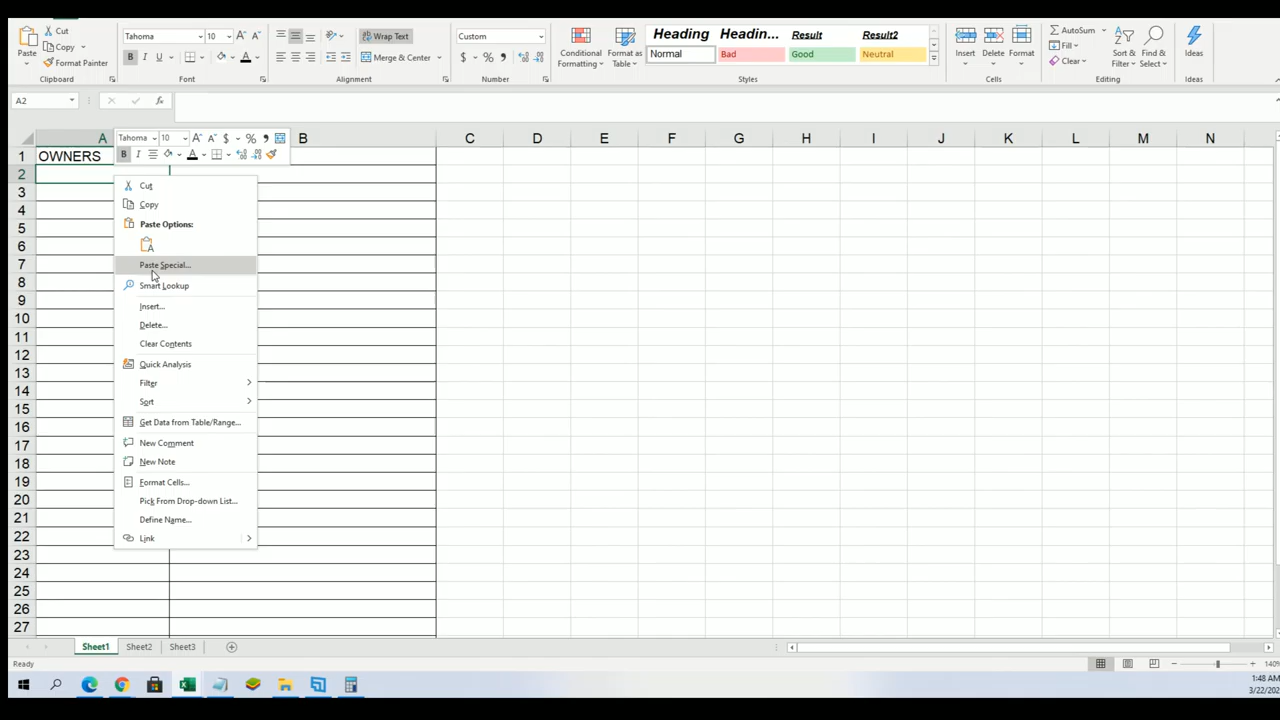 Cut
Tahoma 10
Wrap Text
Custom
Heading Headin... Result Result2
Paste
Copy
Format Painter
Merge & Center
Conditional Formatting
Format as Table
Normal Bad Good Neutral
Insert Delete Format
AutoSum
Fill
Clear
Sort & Filter
Find & Select
Ideas
Clipboard Font Alignment Number Styles Cells Editing Ideas
A2
A B C D E F G H I J K L M N
Tahoma 10
1 OWNERS
2
3
4
5
6
7
8
9
10
11
12
13
14
15
16
17
18
19
20
21
22
23
24
25
26
27
Cut
Copy
Paste Options:
Paste Special...
Smart Lookup
Insert...
Delete...
Clear Contents
Quick Analysis
Filter
Sort
Get Data from Table/Range...
New Comment
New Note
Format Cells...
Pick From Drop-down List...
Define Name...
Link
Sheet1 Sheet2 Sheet3
Ready
140%
1:48 AM
3/22/202